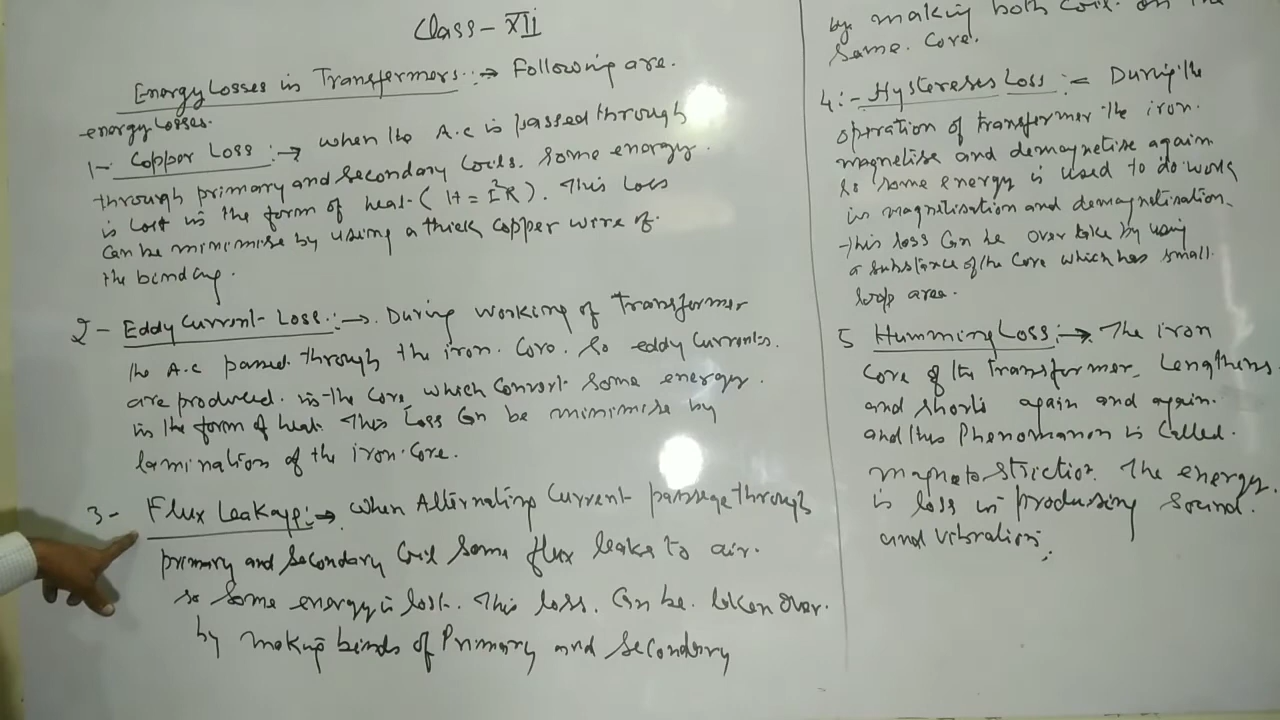 Class - XII
Energy Losses in Transfermers :→ Following are.
energy losses.
1- Copper Loss :→ when the A.c is passed through
through primary and secondary Coils. Some energy.
is lost in the form of heat (H = I²R). This Loss
Can be minimise by using a thick copper wire of.
the binding.
2- Eddy Current Loss :→. During working of Transformer
the A.c passed through the iron. Core. So eddy Currents.
are produced. in the Core which Convert Some energy.
in the form of heat. This Loss Can be minimise by
lamination of the iron. Core.
3- Flux Leakage :→. when Alternating Current passage through
primary and secondary Coil Some flux leaks to air.
so Some energy is lost. This loss. Can be. taken over.
by making binds of Primary and Secondary
by making both Coil on the
Same. Core.
4:- Hystereses Loss :- During the
operation of transformer the iron.
magnetise and demagnetise again
So some energy is used to do work
in magnitisation and demagnetisation.
This loss Can be over take by using
a substance of the Core which has small.
loop area.
5 Humming Loss :→. The iron
Core of the Transformer. Lengthens
and shorts again and again.
and this Phenomanon is Called.
magneto striction. The energy.
is loss in producing sound.
and vibration.